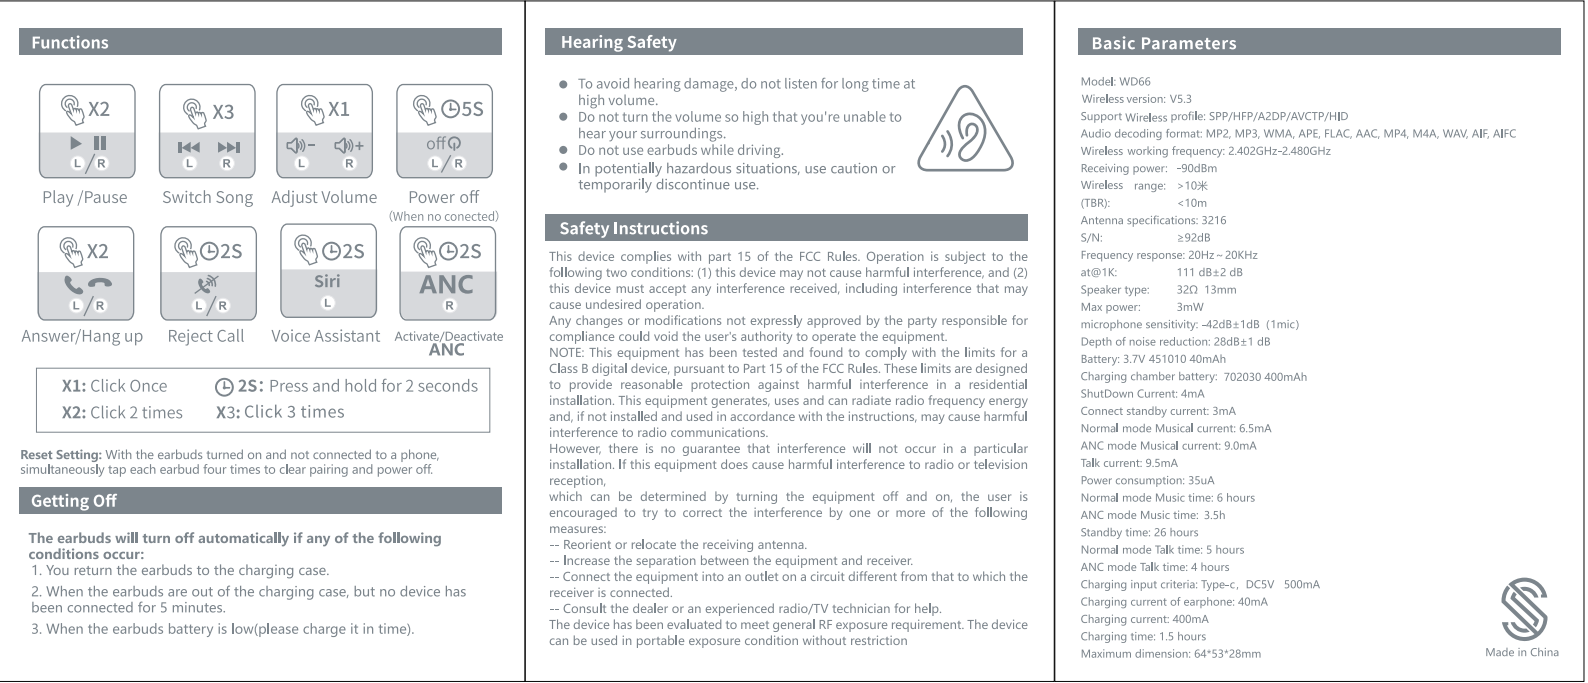 Functions
X2
L/R
Play /Pause
X3
L R
Switch Song
X1
- +
L R
Adjust Volume
5S
off
L/R
Power off
(When no conected)
X2
L/R
Answer/Hang up
2S
L/R
Reject Call
2S
Siri
L
Voice Assistant
2S
ANC
R
Activate/Deactivate
ANC
X1: Click Once
2S: Press and hold for 2 seconds
X2: Click 2 times
X3: Click 3 times
Reset Setting: With the earbuds turned on and not connected to a phone,
simultaneously tap each earbud four times to clear pairing and power off.
Getting Off
The earbuds will turn off automatically if any of the following
conditions occur:
1. You return the earbuds to the charging case.
2. When the earbuds are out of the charging case, but no device has
been connected for 5 minutes.
3. When the earbuds battery is low(please charge it in time).
Hearing Safety
● To avoid hearing damage, do not listen for long time at
high volume.
● Do not turn the volume so high that you're unable to
hear your surroundings.
● Do not use earbuds while driving.
● In potentially hazardous situations, use caution or
temporarily discontinue use.
Safety Instructions
This device complies with part 15 of the FCC Rules. Operation is subject to the
following two conditions: (1) this device may not cause harmful interference, and (2)
this device must accept any interference received, including interference that may
cause undesired operation.
Any changes or modifications not expressly approved by the party responsible for
compliance could void the user's authority to operate the equipment.
NOTE: This equipment has been tested and found to comply with the limits for a
Class B digital device, pursuant to Part 15 of the FCC Rules. These limits are designed
to provide reasonable protection against harmful interference in a residential
installation. This equipment generates, uses and can radiate radio frequency energy
and, if not installed and used in accordance with the instructions, may cause harmful
interference to radio communications.
However, there is no guarantee that interference will not occur in a particular
installation. If this equipment does cause harmful interference to radio or television
reception,
which can be determined by turning the equipment off and on, the user is
encouraged to try to correct the interference by one or more of the following
measures:
-- Reorient or relocate the receiving antenna.
-- Increase the separation between the equipment and receiver.
-- Connect the equipment into an outlet on a circuit different from that to which the
receiver is connected.
-- Consult the dealer or an experienced radio/TV technician for help.
The device has been evaluated to meet general RF exposure requirement. The device
can be used in portable exposure condition without restriction
Basic Parameters
Model: WD66
Wireless version: V5.3
Support Wireless profile: SPP/HFP/A2DP/AVCTP/HID
Audio decoding format: MP2, MP3, WMA, APE, FLAC, AAC, MP4, M4A, WAV, AIF, AIFC
Wireless working frequency: 2.402GHz-2.480GHz
Receiving power: -90dBm
Wireless range: >10米
(TBR): <10m
Antenna specifications: 3216
S/N: ≥92dB
Frequency response: 20Hz ~ 20KHz
at@1K: 111 dB±2 dB
Speaker type: 32Ω 13mm
Max power: 3mW
microphone sensitivity: -42dB±1dB (1mic)
Depth of noise reduction: 28dB±1 dB
Battery: 3.7V 451010 40mAh
Charging chamber battery: 702030 400mAh
ShutDown Current: 4mA
Connect standby current: 3mA
Normal mode Musical current: 6.5mA
ANC mode Musical current: 9.0mA
Talk current: 9.5mA
Power consumption: 35uA
Normal mode Music time: 6 hours
ANC mode Music time: 3.5h
Standby time: 26 hours
Normal mode Talk time: 5 hours
ANC mode Talk time: 4 hours
Charging input criteria: Type-c, DC5V 500mA
Charging current of earphone: 40mA
Charging current: 400mA
Charging time: 1.5 hours
Maximum dimension: 64*53*28mm
Made in China